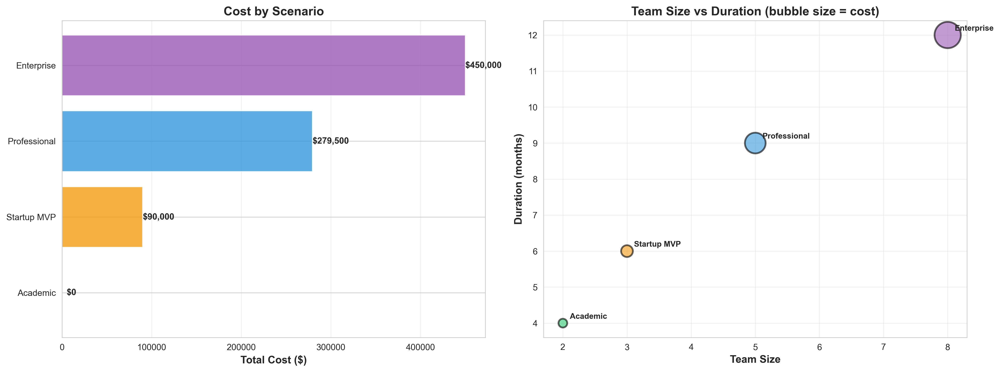 Cost by Scenario
Enterprise
$450,000
Professional
$279,500
Startup MVP
$90,000
Academic
$0
0 100000 200000 300000 400000
Total Cost ($)
Team Size vs Duration (bubble size = cost)
Duration (months)
12
11
10
9
8
7
6
5
4
Enterprise
Professional
Startup MVP
Academic
2 3 4 5 6 7 8
Team Size